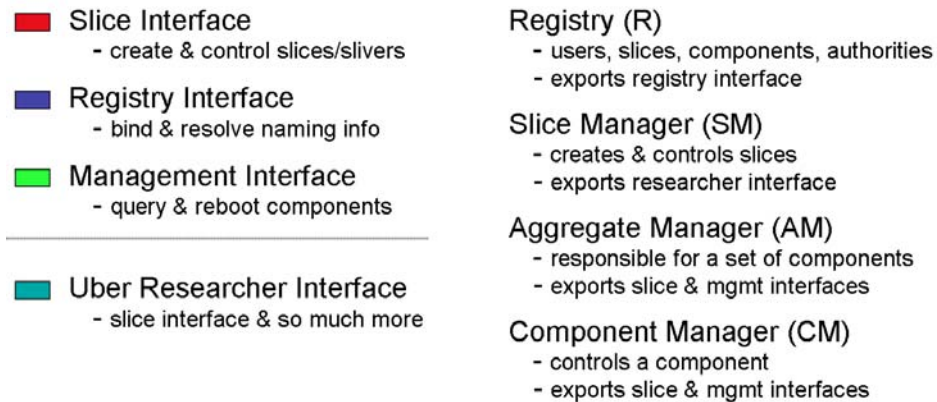 Slice Interface
- create & control slices/slivers
Registry Interface
- bind & resolve naming info
Management Interface
- query & reboot components
Uber Researcher Interface
- slice interface & so much more
Registry (R)
- users, slices, components, authorities
- exports registry interface
Slice Manager (SM)
- creates & controls slices
- exports researcher interface
Aggregate Manager (AM)
- responsible for a set of components
- exports slice & mgmt interfaces
Component Manager (CM)
- controls a component
- exports slice & mgmt interfaces